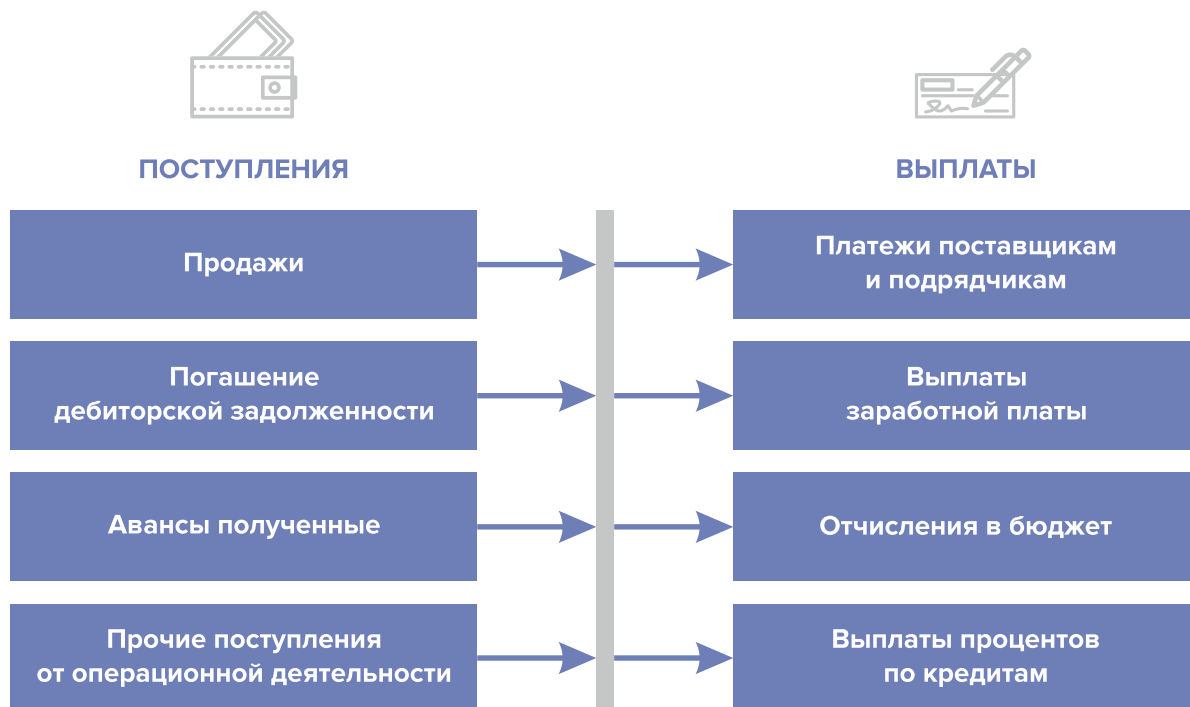 ПОСТУПЛЕНИЯ
ВЫПЛАТЫ
Продажи
Платежи поставщикам
и подрядчикам
Погашение
дебиторской задолженности
Выплаты
заработной платы
Авансы полученные
Отчисления в бюджет
Прочие поступления
от операционной деятельности
Выплаты процентов
по кредитам